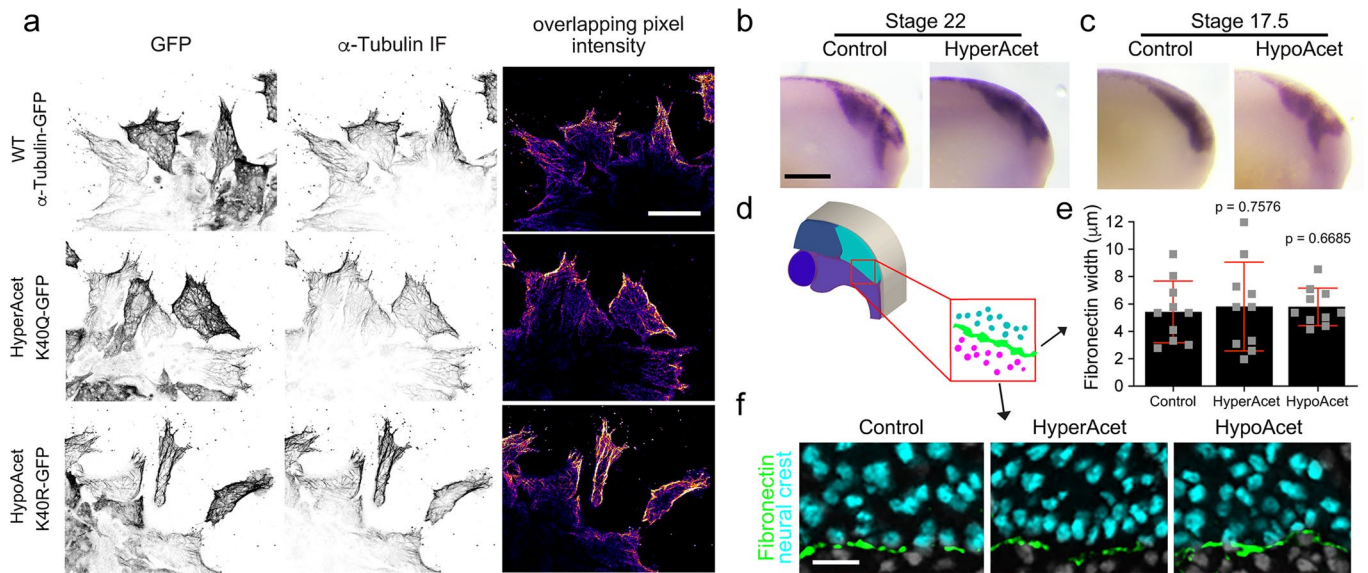 a
GFP
α-Tubulin IF
overlapping pixel
intensity
WT
α-Tubulin-GFP
HyperAcet
K40Q-GFP
HypoAcet
K40R-GFP
b
Stage 22
Control
HyperAcet
c
Stage 17.5
Control
HypoAcet
d
e
Fibronectin width (μm)
12
10
8
6
4
2
0
p = 0.7576
p = 0.6685
Control
HyperAcet
HypoAcet
f
Control
HyperAcet
HypoAcet
Fibronectin
neural crest